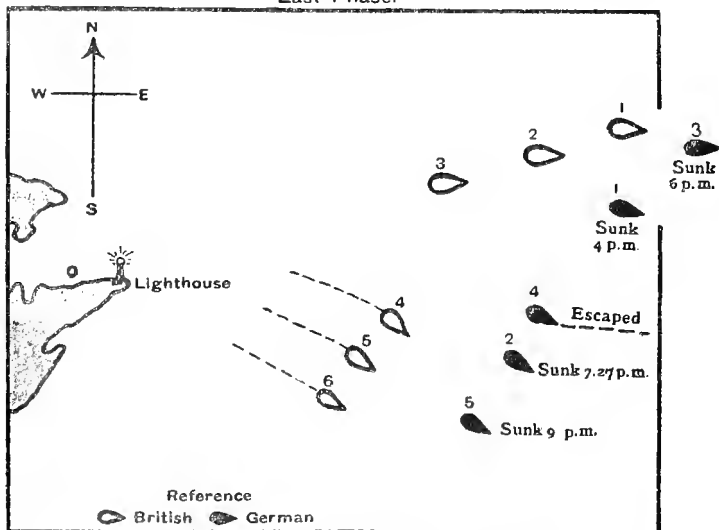 Last Phase.
N
W E
S
1
2
3
3
Sunk
6 p.m.
1
Sunk
4 p.m.
Lighthouse
4
4
Escaped
5
2
Sunk 7.27 p.m.
6
5
Sunk 9 p.m.
Reference
British German